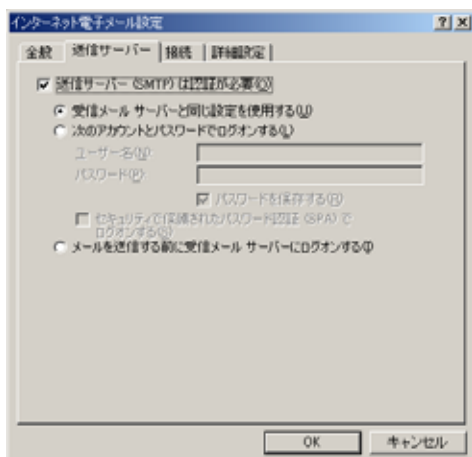 インターネット電子メール設定
全般 送信サーバー 接続 詳細設定
送信サーバー (SMTP) は認証が必要(O)
受信メール サーバーと同じ設定を使用する(U)
次のアカウントとパスワードでログオンする(L)
ユーザー名(N):
パスワード(P):
パスワードを保存する(R)
セキュリティで保護されたパスワード認証 (SPA) で
ログオンする(S)
メールを送信する前に受信メール サーバーにログオンする(I)
OK キャンセル